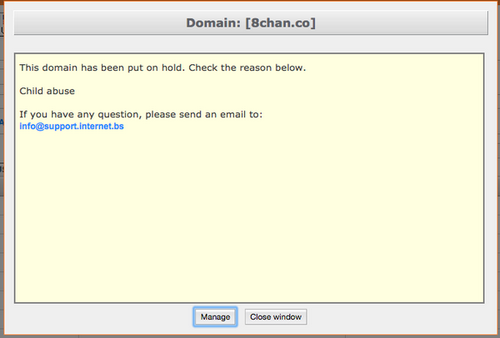 Domain: [8chan.co]
This domain has been put on hold. Check the reason below.
Child abuse
If you have any question, please send an email to:
info@support.internet.bs
Manage
Close window